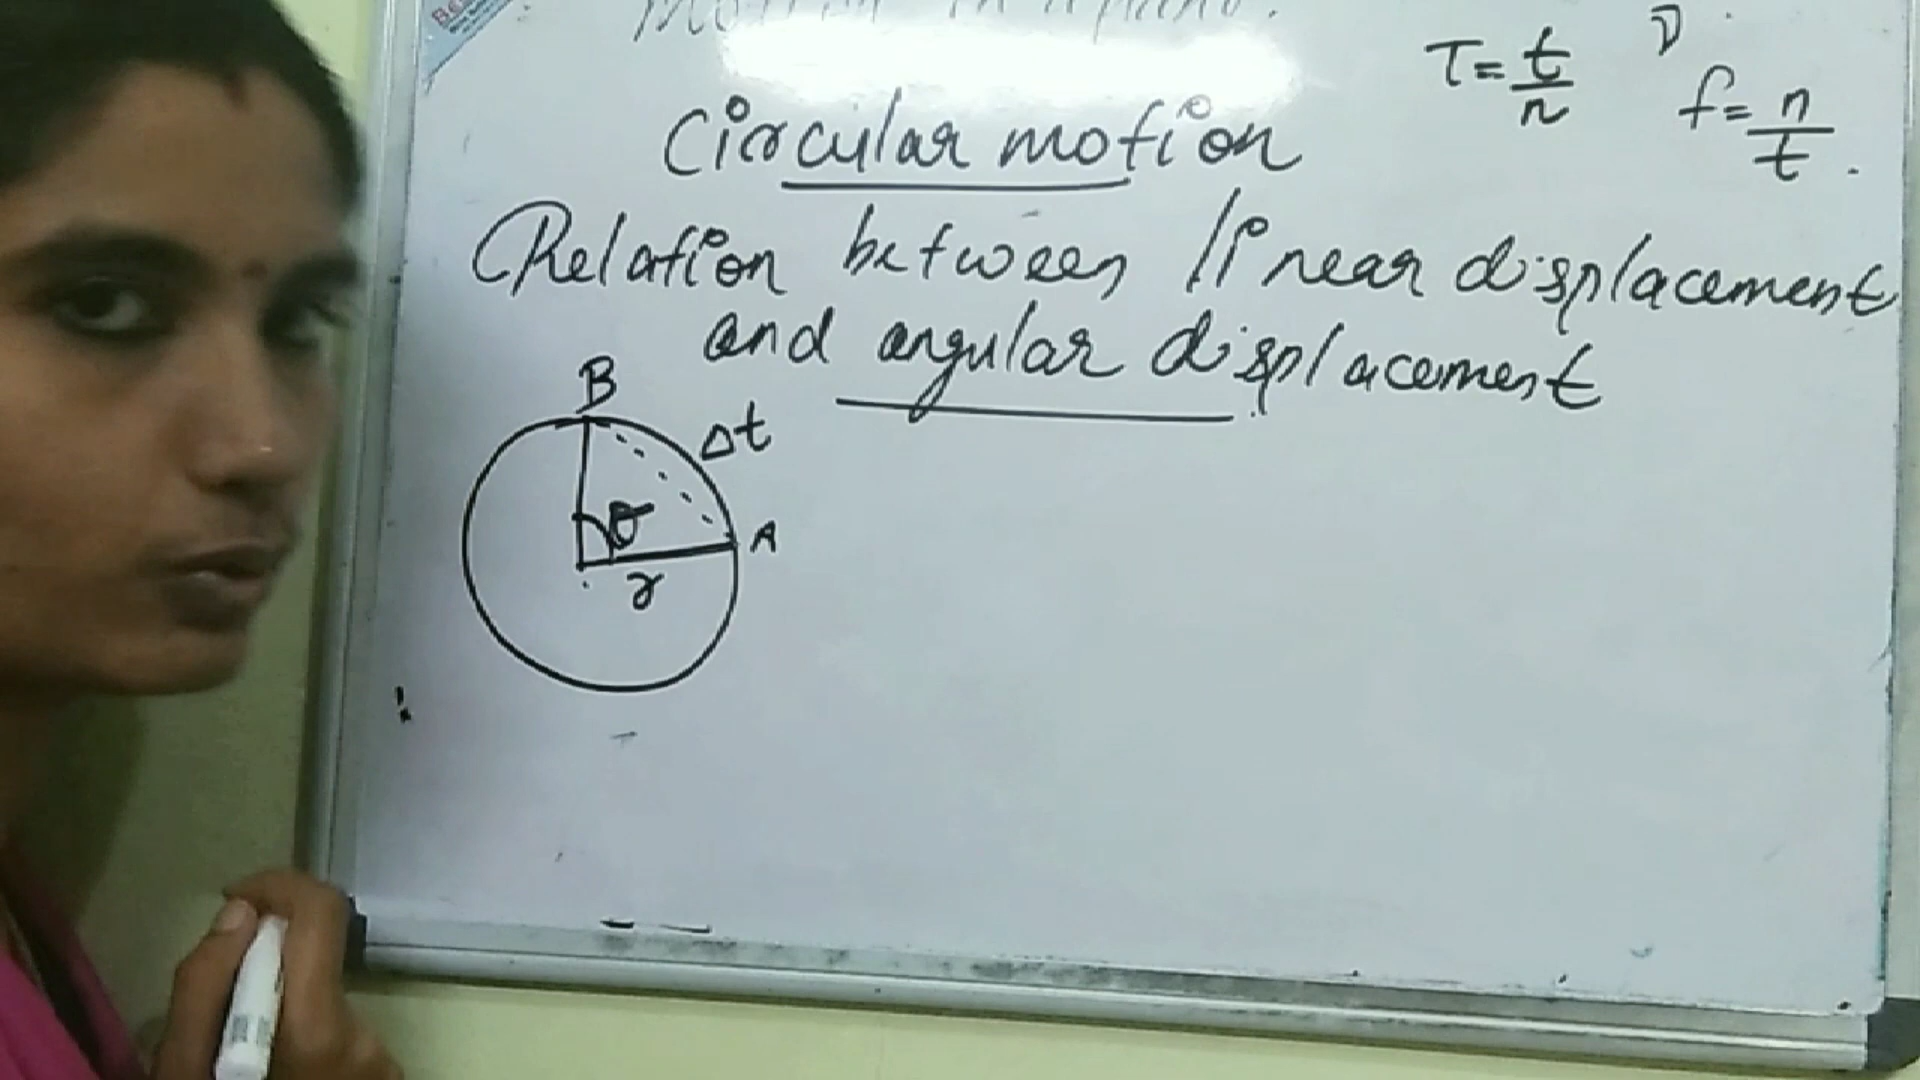 Circular motion
T = t/n
f = n/t.
Relation between linear displacement
and angular displacement
B
Δt
θ
A
r